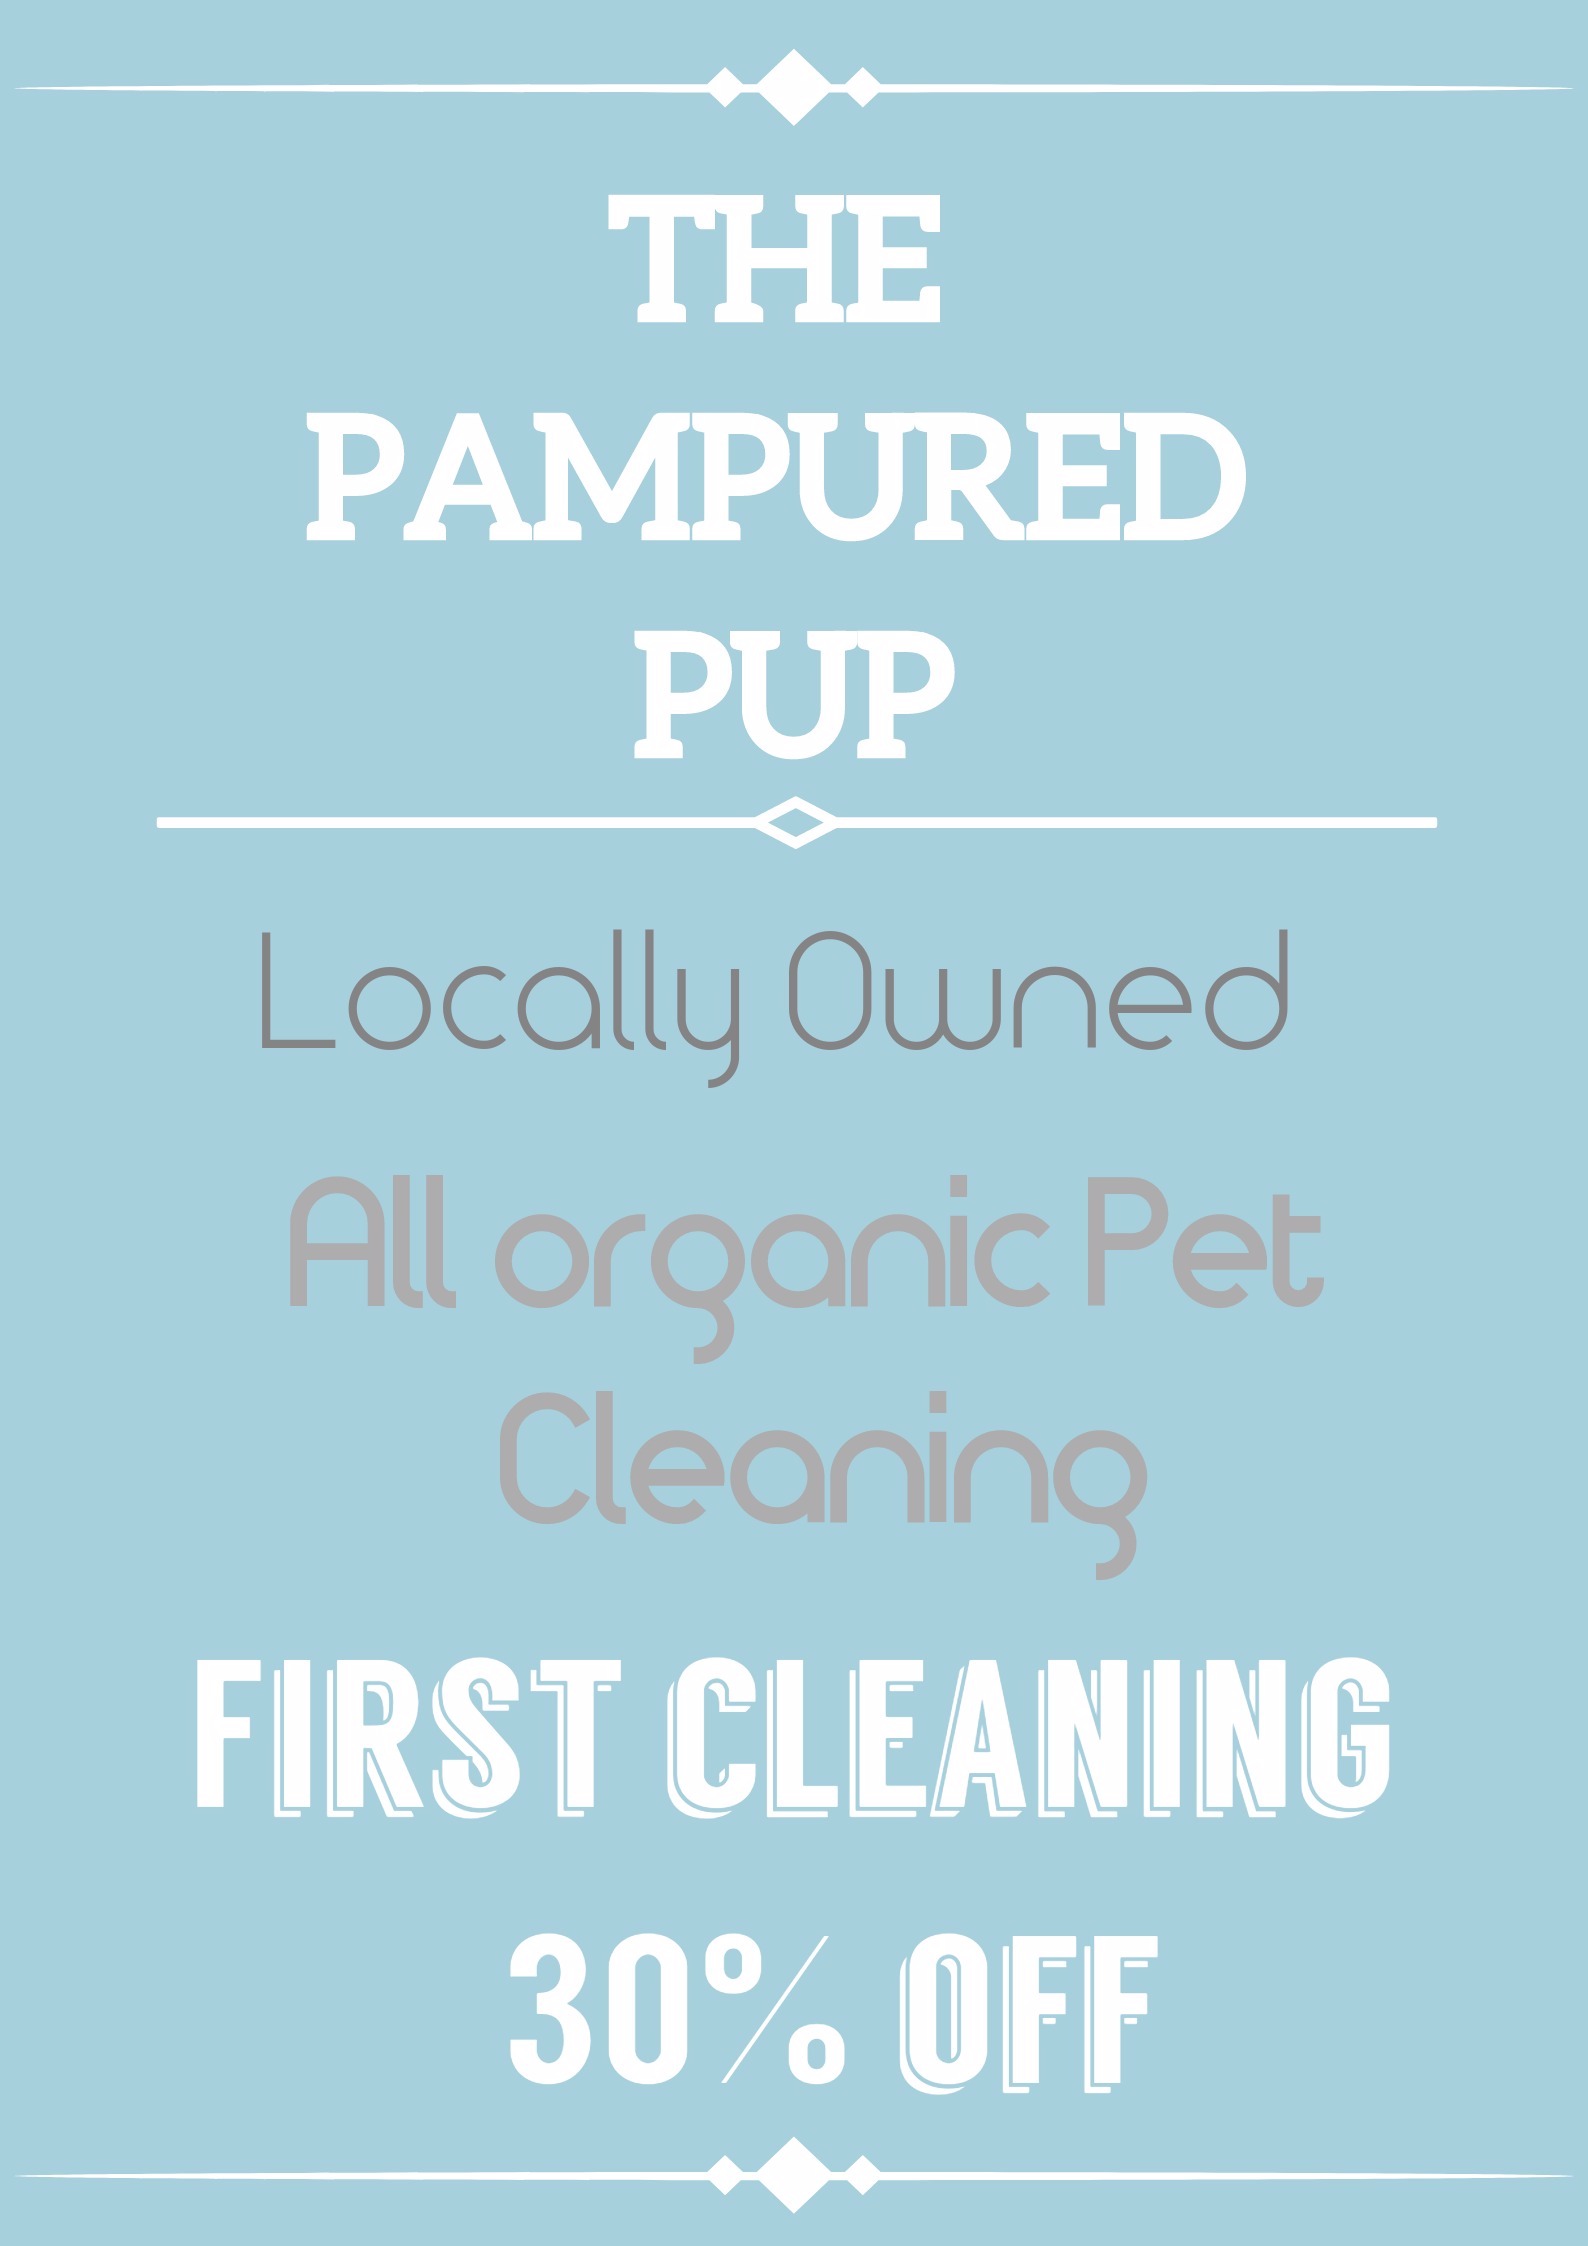 THE
PAMPURED
PUP
Locally Owned
All organic Pet
Cleaning
FIRST CLEANING
30% OFF